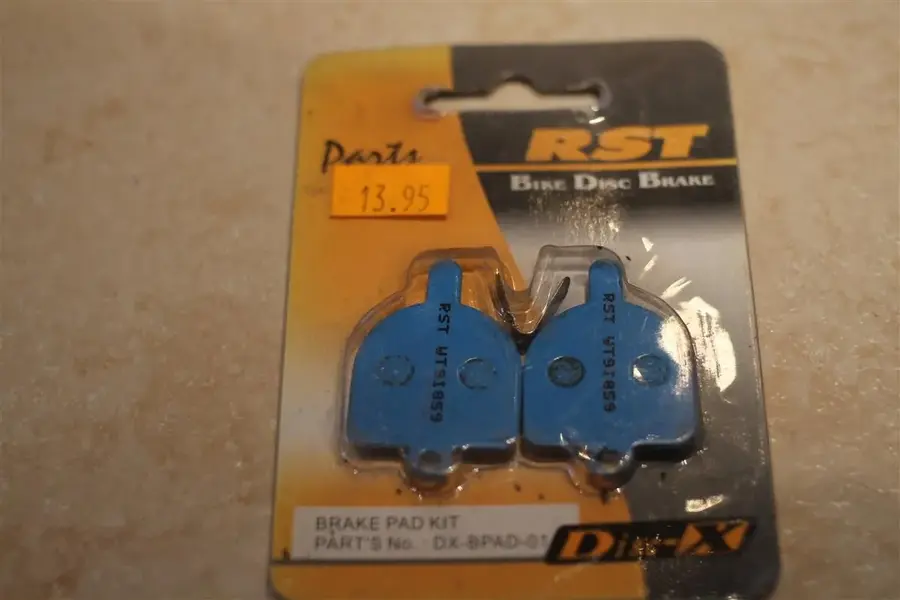 Parts
13.95
RST
BIKE DISC BRAKE
RST WT91859
RST WT91859
BRAKE PAD KIT
PART'S No. : DX-BPAD-01
Disc-X